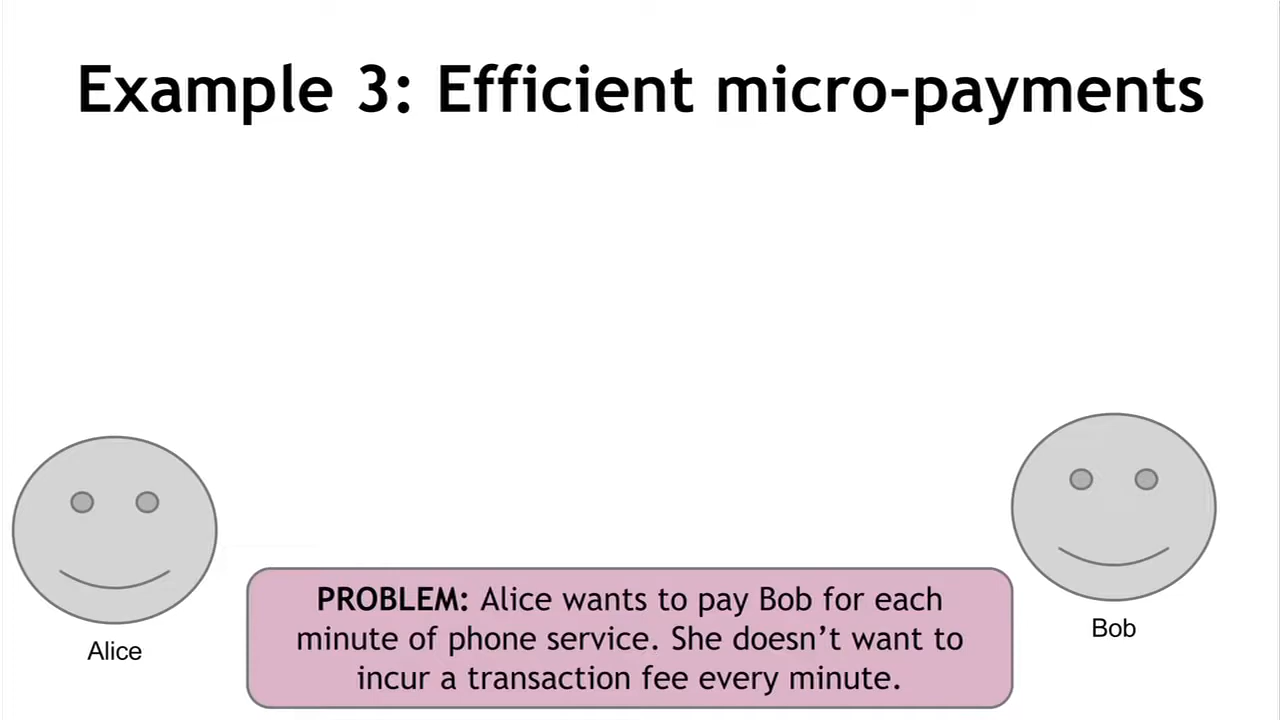 Example 3: Efficient micro-payments
PROBLEM: Alice wants to pay Bob for each
minute of phone service. She doesn’t want to
incur a transaction fee every minute.
Alice
Bob